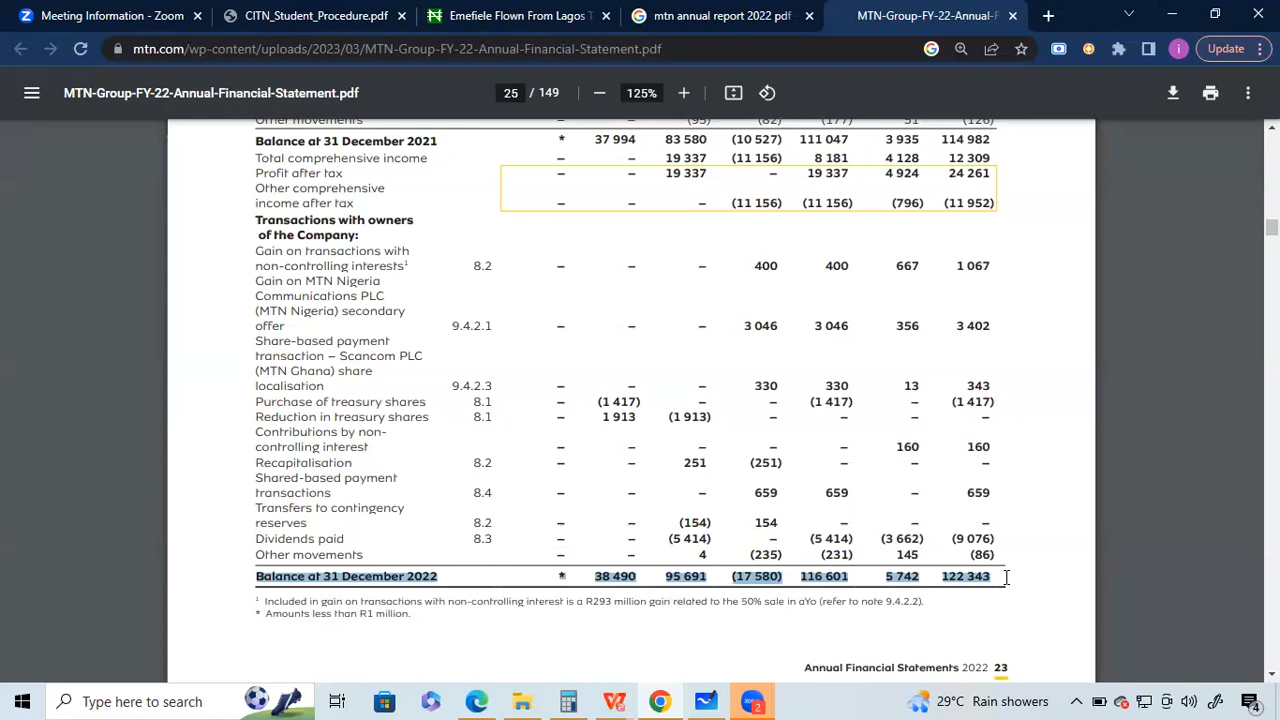 Meeting Information - Zoom
CITN_Syllabus_Procedure.pdf
Emefiele Flown From Lagos T
mtn annual report 2022 pdf
MTN-Group-FY-22-Annual-F
mtn.com/wp-content/uploads/2023/03/MTN-Group-FY-22-Annual-Financial-Statement.pdf
i
Update
MTN-Group-FY-22-Annual-Financial-Statement.pdf
25 / 149
125%
Other movements – – (95) (82) (177) 51 (126)
Balance at 31 December 2021 * 37 994 83 580 (10 527) 111 047 3 935 114 982
Total comprehensive income – – 19 337 (11 156) 8 181 4 128 12 309
Profit after tax – – 19 337 – 19 337 4 924 24 261
Other comprehensive
income after tax – – – (11 156) (11 156) (796) (11 952)
Transactions with owners
of the Company:
Gain on transactions with
non-controlling interests¹ 8.2 – – – 400 400 667 1 067
Gain on MTN Nigeria
Communications PLC
(MTN Nigeria) secondary
offer 9.4.2.1 – – – 3 046 3 046 356 3 402
Share-based payment
transaction – Scancom PLC
(MTN Ghana) share
localisation 9.4.2.3 – – – 330 330 13 343
Purchase of treasury shares 8.1 – (1 417) – – (1 417) – (1 417)
Reduction in treasury shares 8.1 – 1 913 (1 913) – – – –
Contributions by non-
controlling interest – – – – – 160 160
Recapitalisation 8.2 – – 251 (251) – – –
Shared-based payment
transactions 8.4 – – – 659 659 – 659
Transfers to contingency
reserves 8.2 – – (154) 154 – – –
Dividends paid 8.3 – – (5 414) – (5 414) (3 662) (9 076)
Other movements – – 4 (235) (231) 145 (86)
Balance at 31 December 2022 * 38 490 95 691 (17 580) 116 601 5 742 122 343
¹ Included in gain on transactions with non-controlling interest is a R293 million gain related to the 50% sale in aYo (refer to note 9.4.2.2).
* Amounts less than R1 million.
Annual Financial Statements 2022 23
Type here to search
2
29°C Rain showers
4